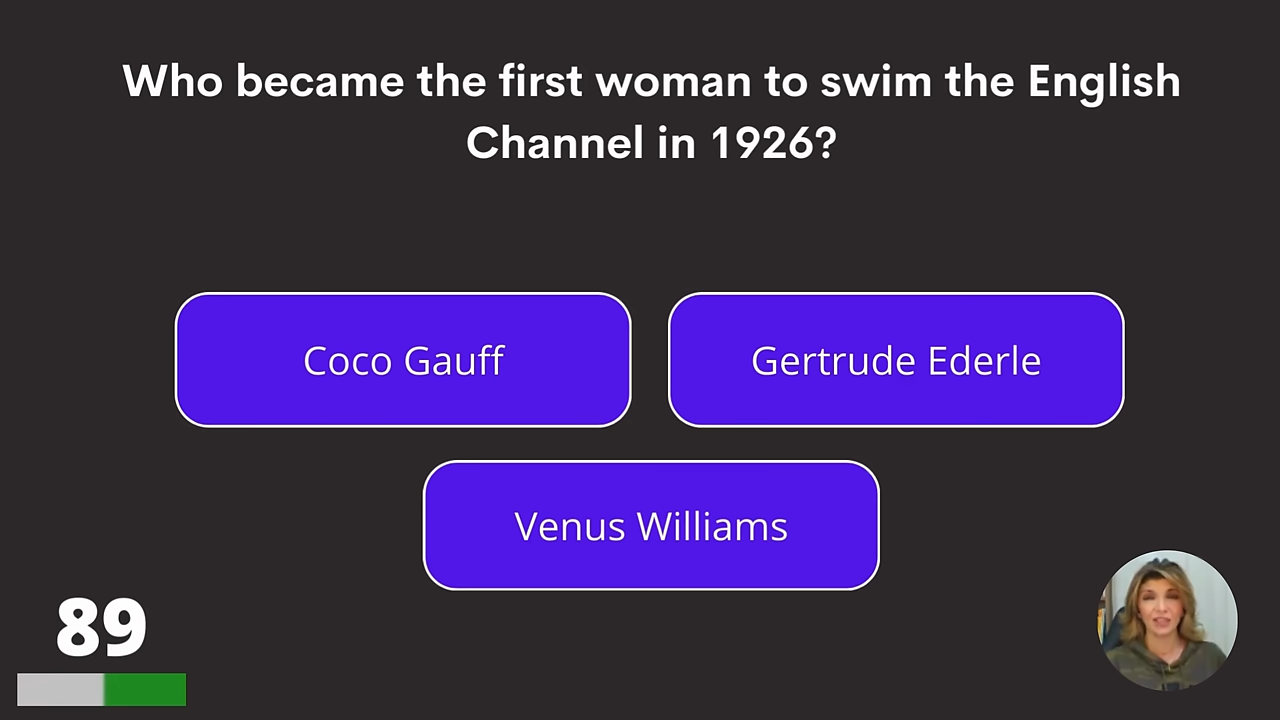 Who became the first woman to swim the English
Channel in 1926?
Coco Gauff
Gertrude Ederle
Venus Williams
89